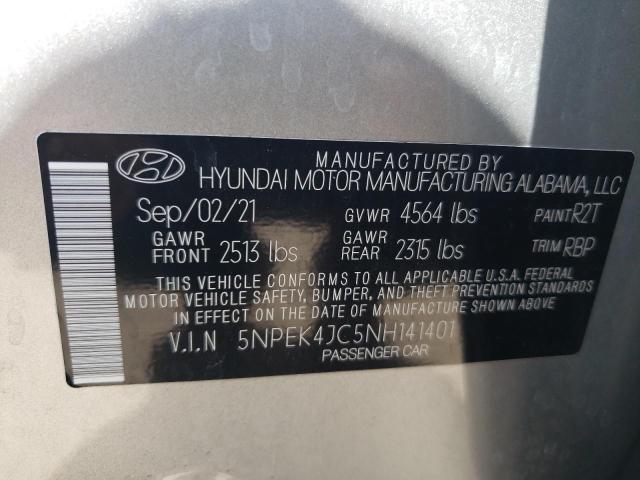 MANUFACTURED BY
HYUNDAI MOTOR MANUFACTURING ALABAMA, LLC
Sep/02/21 GVWR 4564 lbs PAINT R2T
GAWR FRONT 2513 lbs GAWR REAR 2315 lbs TRIM RBP
THIS VEHICLE CONFORMS TO ALL APPLICABLE U.S.A. FEDERAL
MOTOR VEHICLE SAFETY, BUMPER, AND THEFT PREVENTION STANDARDS
IN EFFECT ON THE DATE OF MANUFACTURE SHOWN ABOVE.
V.I.N 5NPEK4JC5NH141401
PASSENGER CAR